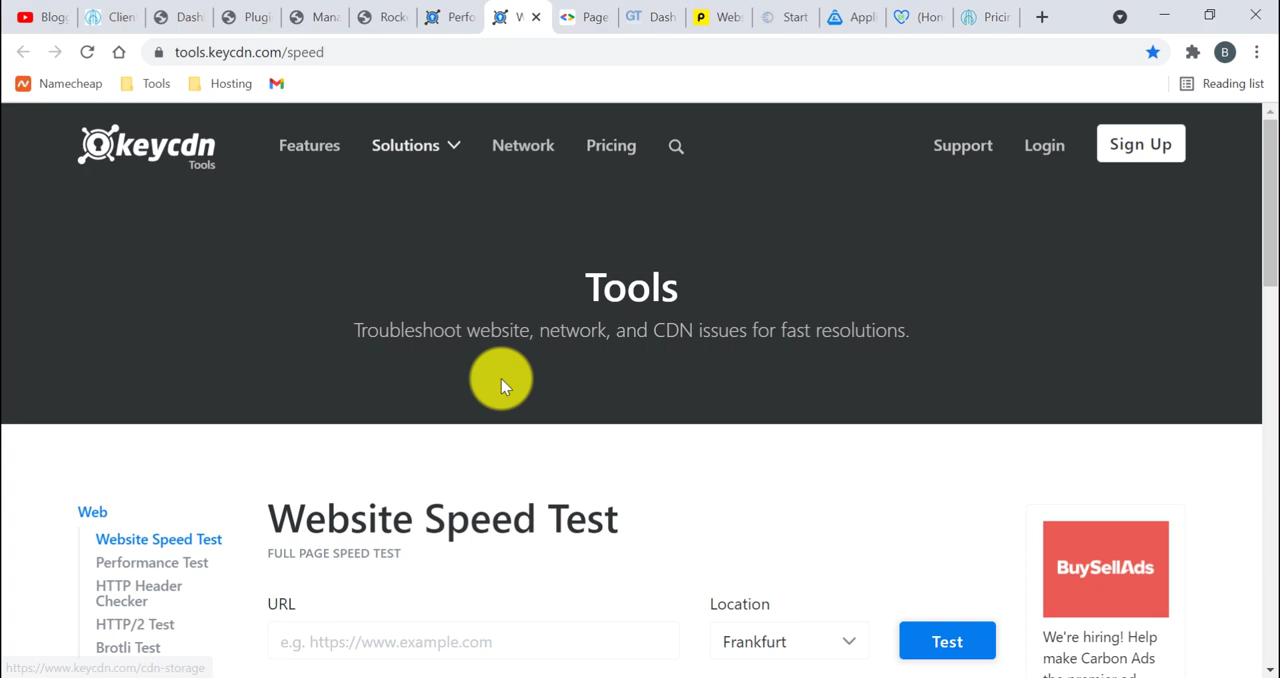 Blogg
Clien
Dash
Plugi
Mana
Rock
Perfo
W
Page
GT Dash
Webs
Start
Appli
(Hon
Pricin
tools.keycdn.com/speed
B
Namecheap
Tools
Hosting
Reading list
keycdn
Tools
Features
Solutions
Network
Pricing
Support
Login
Sign Up
Tools
Troubleshoot website, network, and CDN issues for fast resolutions.
Web
Website Speed Test
Performance Test
HTTP Header
Checker
HTTP/2 Test
Brotli Test
Website Speed Test
FULL PAGE SPEED TEST
URL
e.g. https://www.example.com
Location
Frankfurt
Test
BuySellAds
We're hiring! Help
make Carbon Ads
https://www.keycdn.com/cdn-storage